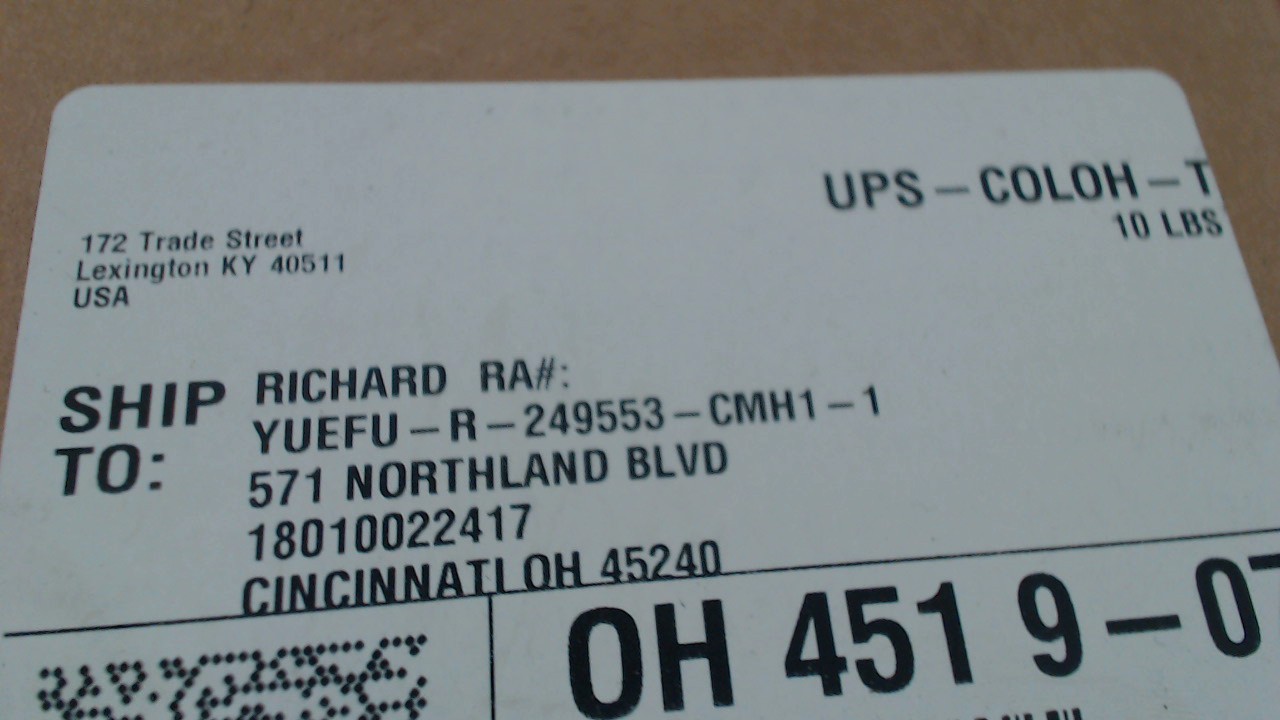 UPS - COLOH - T
10 LBS
172 Trade Street
Lexington KY 40511
USA
SHIP TO:
RICHARD RA#:
YUEFU - R - 249553 - CMH1 - 1
571 NORTHLAND BLVD
18010022417
CINCINNATI OH 45240
OH 451 9 - 0